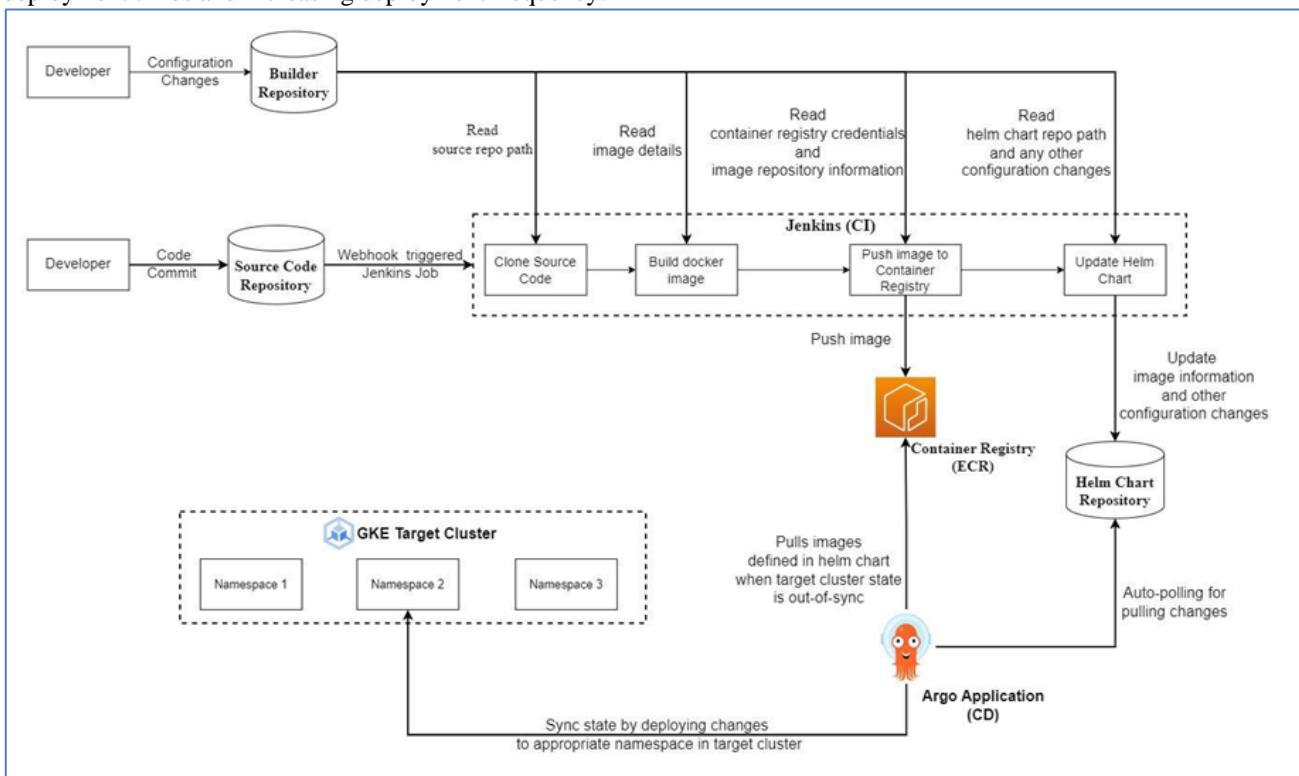 Developer
Configuration
Changes
Builder
Repository
Read
source repo path
Read
image details
Read
container registry credentials
and
image repository information
Read
helm chart repo path
and any other
configuration changes
Jenkins (CI)
Developer
Code
Commit
Source Code
Repository
Webhook triggered
Jenkins Job
Clone Source
Code
Build docker
image
Push image to
Container
Registry
Update Helm
Chart
Push image
Update
image information
and other
configuration changes
Container Registry
(ECR)
Helm Chart
Repository
GKE Target Cluster
Namespace 1
Namespace 2
Namespace 3
Pulls images
defined in helm chart
when target cluster state
is out-of-sync
Auto-polling for
pulling changes
Argo Application
(CD)
Sync state by deploying changes
to appropriate namespace in target cluster